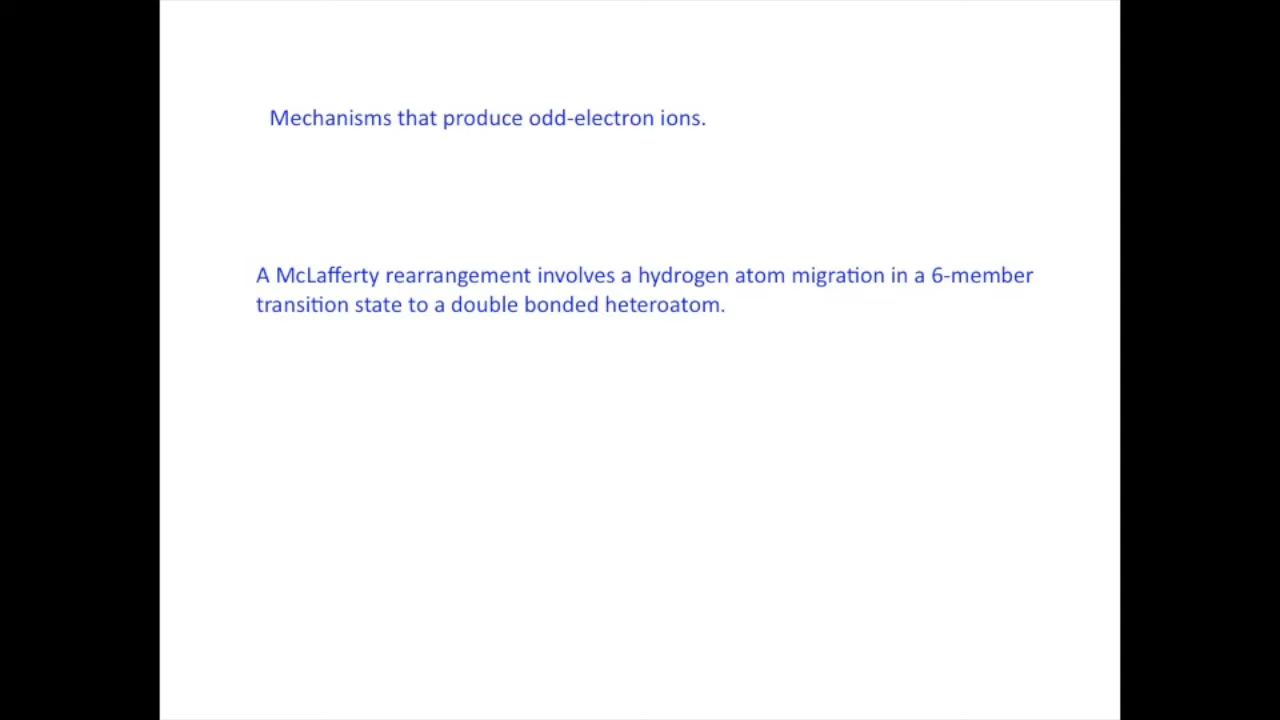 Mechanisms that produce odd-electron ions.
A McLafferty rearrangement involves a hydrogen atom migration in a 6-member
transition state to a double bonded heteroatom.